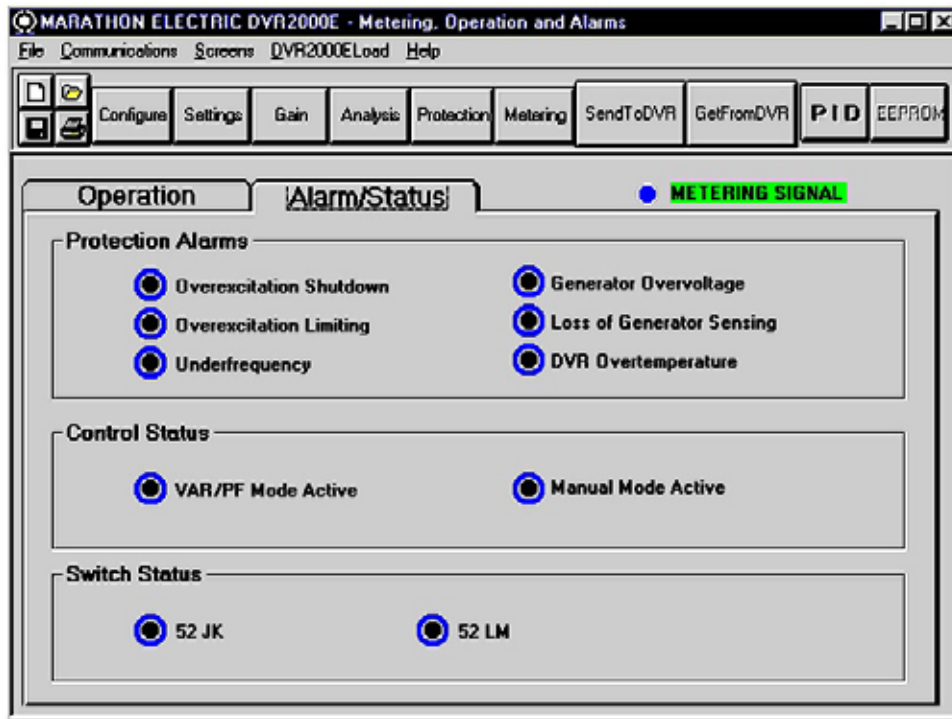 MARATHON ELECTRIC DVR2000E - Metering, Operation and Alarms
File Communications Screens DVR2000ELoad Help
Configure Settings Gain Analysis Protection Metering SendToDVR GetFromDVR PID EEPROM
Operation Alarm/Status METERING SIGNAL
Protection Alarms
Overexcitation Shutdown Generator Overvoltage
Overexcitation Limiting Loss of Generator Sensing
Underfrequency DVR Overtemperature
Control Status
VAR/PF Mode Active Manual Mode Active
Switch Status
52 JK 52 LM